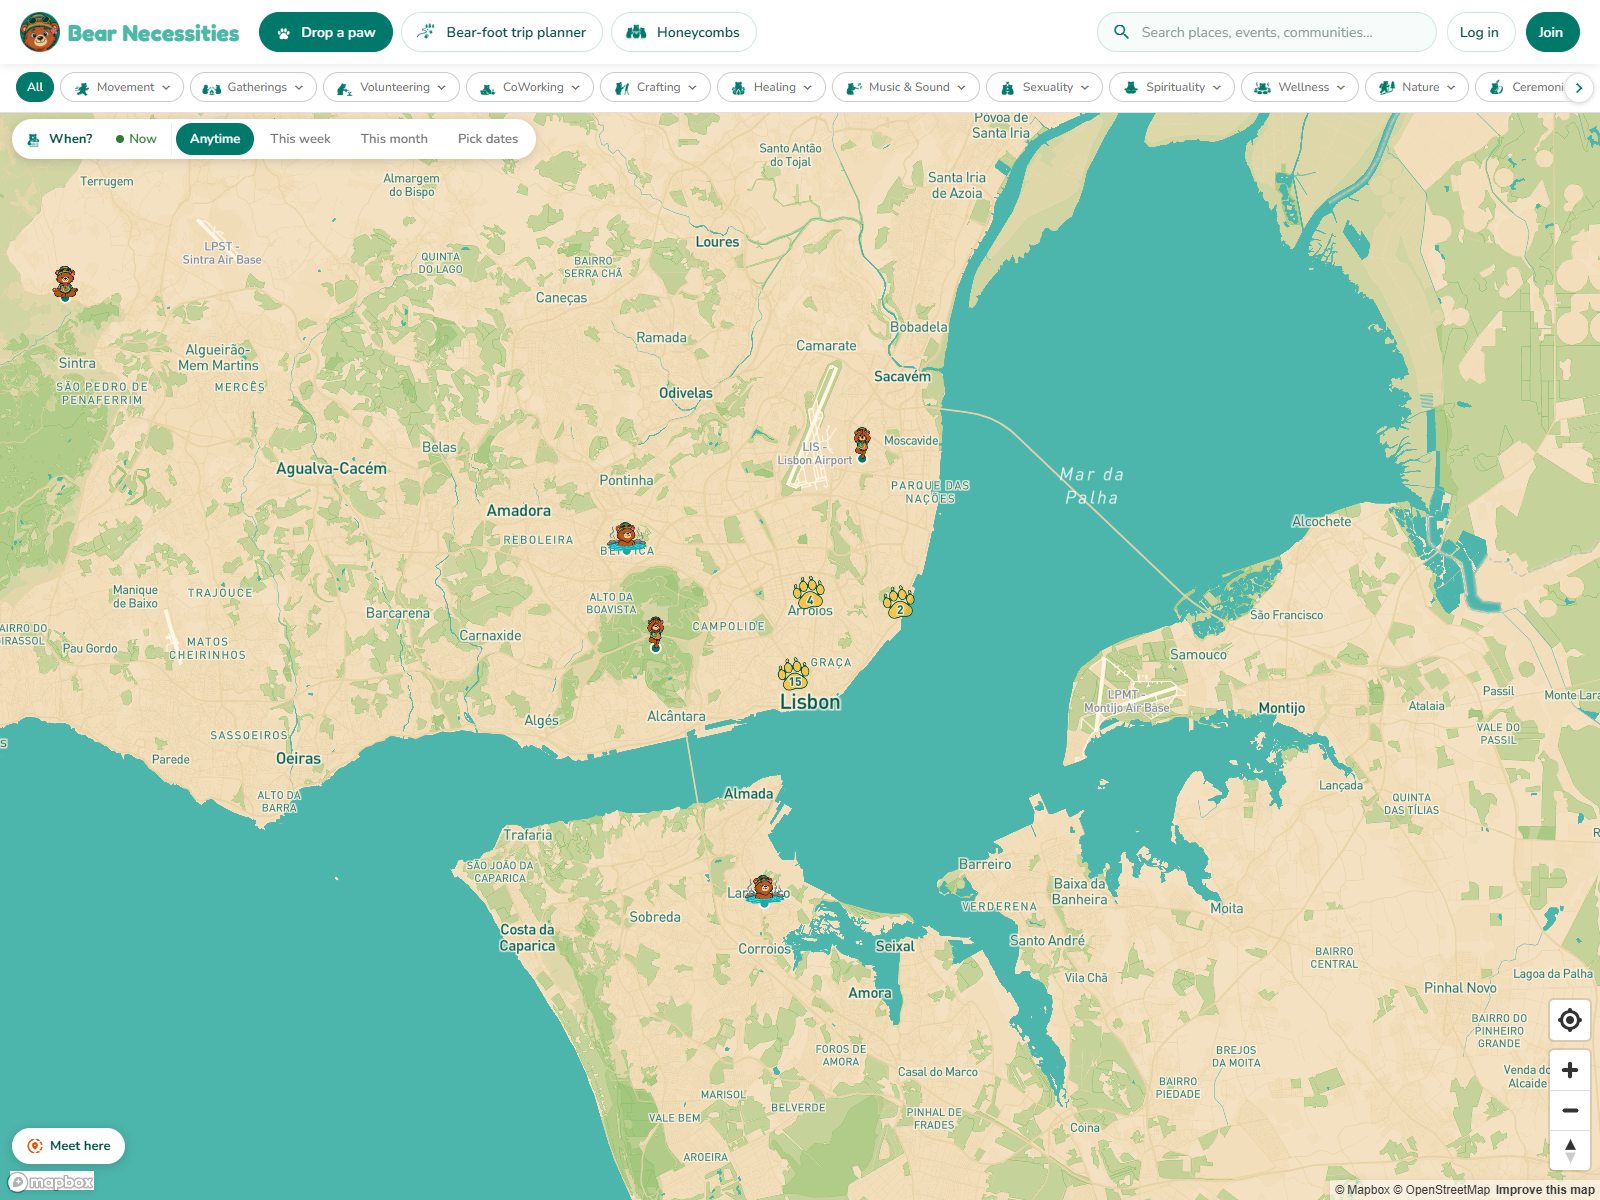 Bear Necessities
Drop a paw
Bear-foot trip planner
Honeycombs
Search places, events, communities...
Log in
Join
All
Movement
Gatherings
Volunteering
CoWorking
Crafting
Healing
Music & Sound
Sexuality
Spirituality
Wellness
Nature
Ceremoni
When?
Now
Anytime
This week
This month
Pick dates
Póvoa de
Santa Iria
Santo Antão
do Tojal
Terrugem
Almargem
do Bispo
Santa Iria
de Azoia
LPST -
Sintra Air Base
Loures
QUINTA
DO LAGO
BAIRRO
SERRA CHÃ
Caneças
Bobadela
Ramada
Camarate
Algueirão-
Mem Martins
Sintra
Sacavém
SÃO PEDRO DE
PENAFERRIM
MERCÊS
Odivelas
Belas
LIS -
Lisbon Airport
Moscavide
Agualva-Cacém
Mar da
Palha
Pontinha
PARQUE DAS
NAÇÕES
Amadora
Alcochete
REBOLEIRA
Manique
de Baixo
TRAJOUCE
ALTO DA
BOAVISTA
4
Arroios
2
Barcarena
São Francisco
AIRRO DO
IRASSOL
Pau Gordo
MATOS
CHEIRINHOS
Carnaxide
CAMPOLIDE
GRAÇA
Samouco
15
Lisbon
LPMT -
Montijo Air Base
Passil
Monte Lara
Atalaia
Montijo
Algés
Alcântara
SASSOEIROS
VALE DO
PASSIL
s
Parede
Oeiras
Lançada
ALTO DA
BARRA
Almada
QUINTA
DAS TÍLIAS
Trafaria
R
SÃO JOÃO DA
CAPARICA
Barreiro
Baixa da
Banheira
VERDERENA
Moita
Sobreda
Costa da
Caparica
Corroios
Seixal
Santo André
BAIRRO
CENTRAL
Vila Chã
Lagoa da Palha
Amora
Pinhal Novo
BAIRRO DO
PINHEIRO
GRANDE
FOROS DE
AMORA
BREJOS
DA MOITA
Casal do Marco
Venda do
Alcaide
BAIRRO
PIEDADE
MARISOL
BELVERDE
VALE BEM
PINHAL DE
FRADES
Coina
Meet here
AROEIRA
mapbox
© Mapbox © OpenStreetMap Improve this map